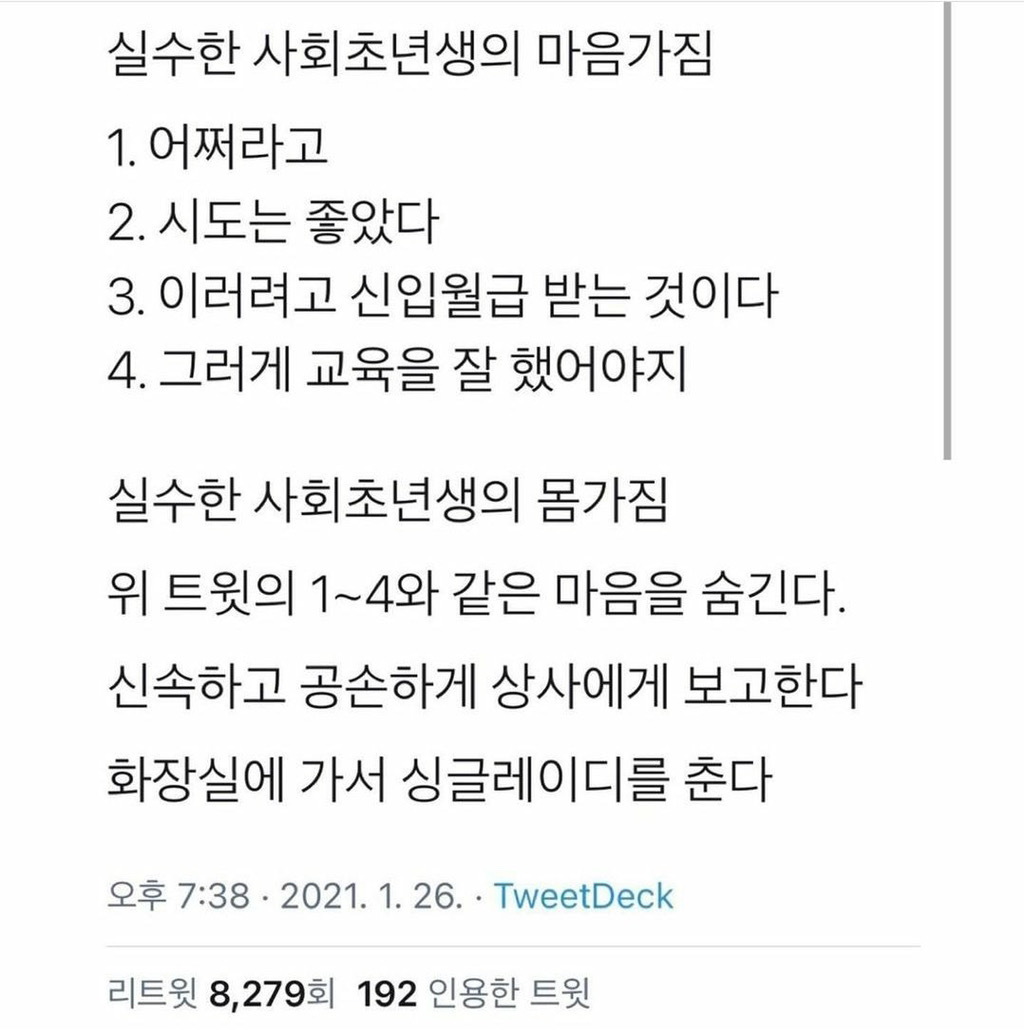 실수한 사회초년생의 마음가짐
1. 어쩌라고
2. 시도는 좋았다
3. 이러려고 신입월급 받는 것이다
4. 그러게 교육을 잘 했어야지
실수한 사회초년생의 몸가짐
위 트윗의 1~4와 같은 마음을 숨긴다.
신속하고 공손하게 상사에게 보고한다
화장실에 가서 싱글레이디를 춘다
오후 7:38 · 2021. 1. 26. · TweetDeck
리트윗 8,279회 192 인용한 트윗